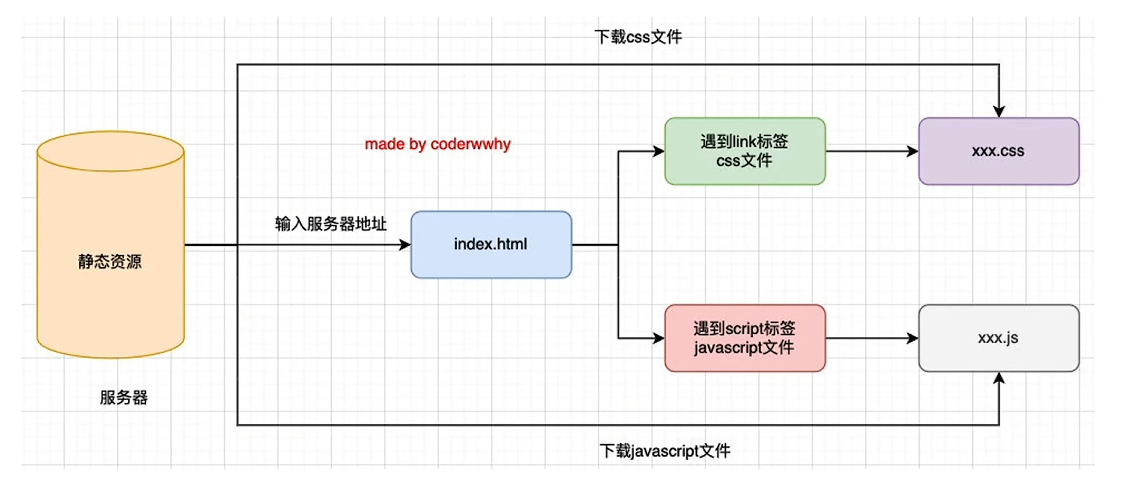 下载css文件
made by coderwwhy
遇到link标签
css文件
xxx.css
输入服务器地址
index.html
静态资源
遇到script标签
javascript文件
xxx.js
服务器
下载javascript文件